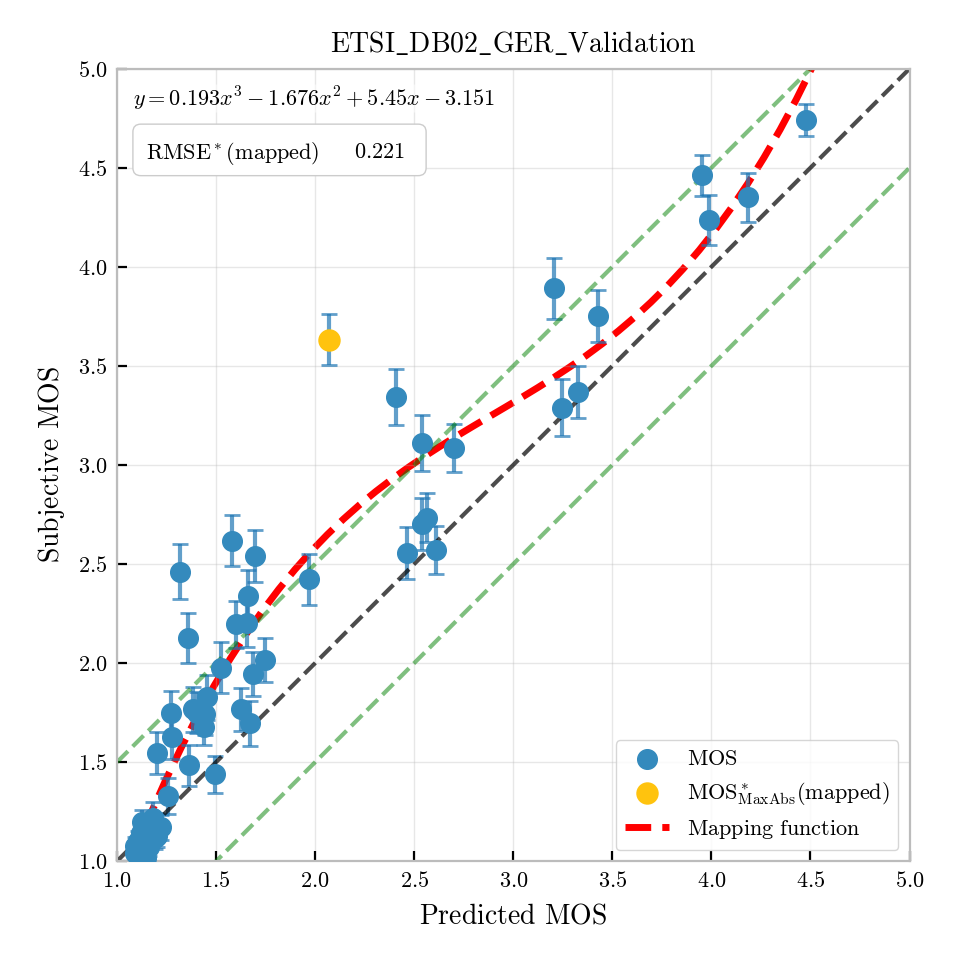 ETSI_DB02_GER_Validation
5.0
y = 0.193x³ − 1.676x² + 5.45x − 3.151
RMSE*(mapped) 0.221
4.5
4.0
3.5
3.0
2.5
2.0
1.5
1.0
Subjective MOS
MOS
MOS*MaxAbs(mapped)
Mapping function
1.0 1.5 2.0 2.5 3.0 3.5 4.0 4.5 5.0
Predicted MOS